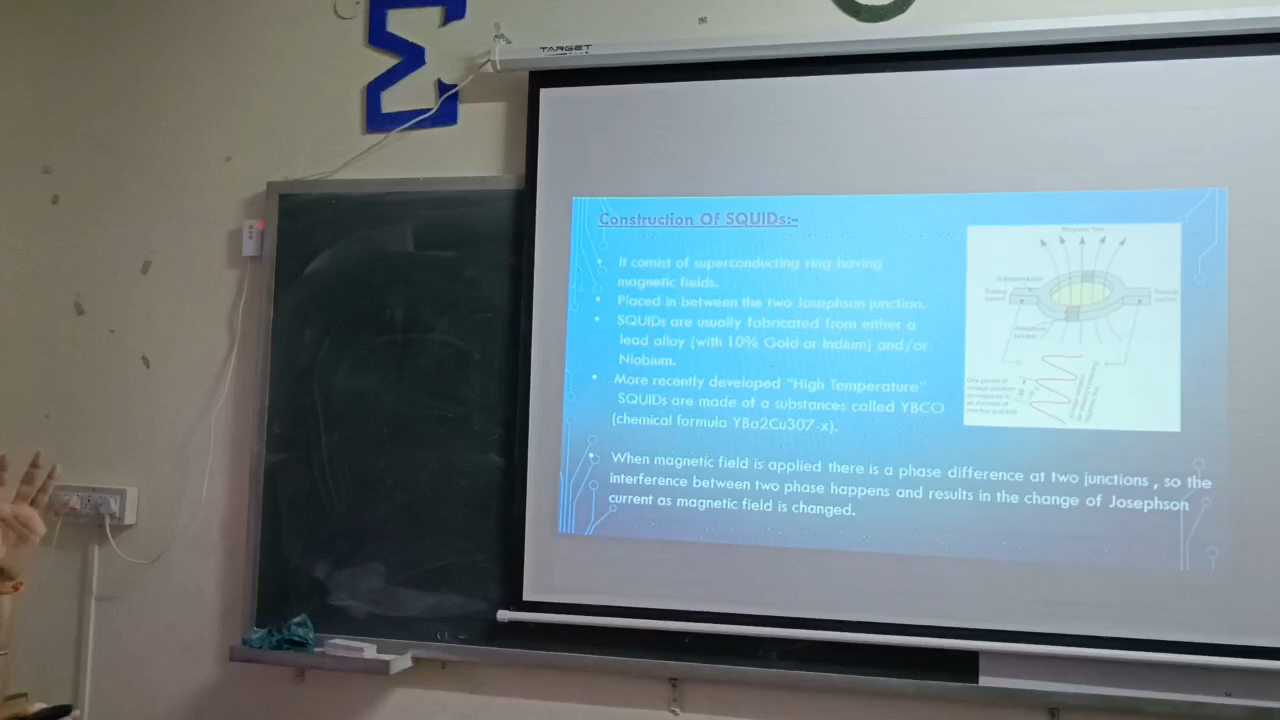 TARGET
Construction Of SQUIDs:-
It consist of superconducting ring having
magnetic fields.
Placed in between the two Josephson junction.
SQUIDs are usually fabricated from either a
lead alloy (with 10% Gold or Indium) and/or
Niobium.
More recently developed "High Temperature"
SQUIDs are made of a substances called YBCO
(chemical formula YBa2Cu307-x).
When magnetic field is applied there is a phase difference at two junctions , so the
interference between two phase happens and results in the change of Josephson
current as magnetic field is changed.